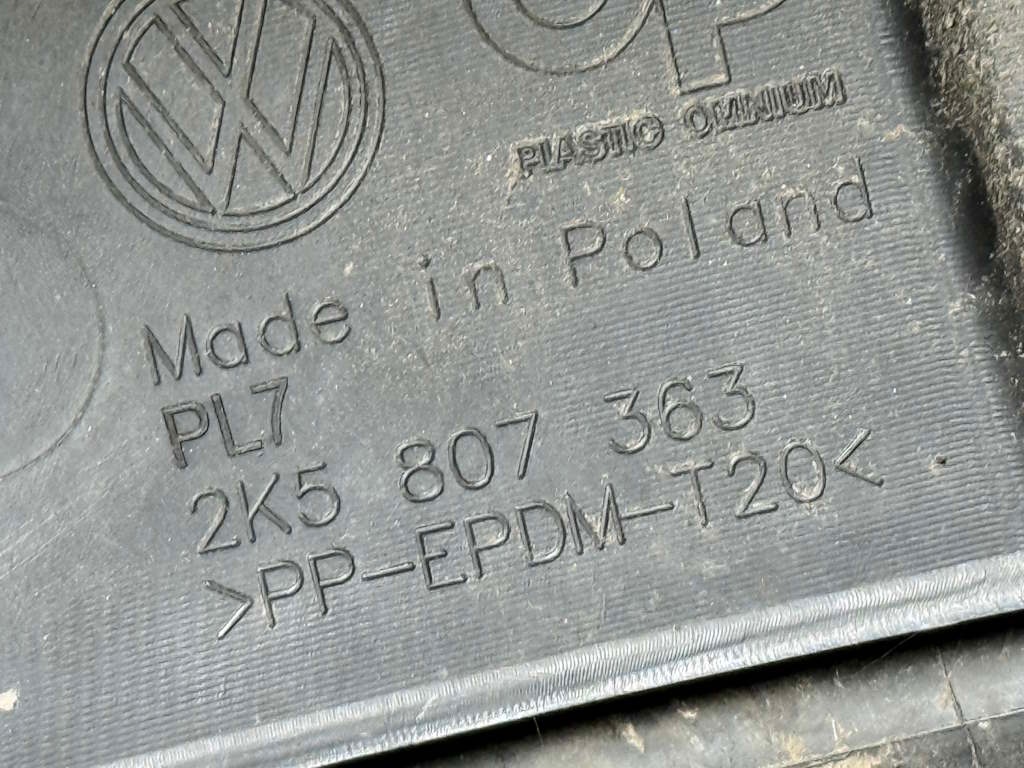 PLASTIC OMNIUM
Made in Poland
PL7
2K5 807 363
>PP-EPDM-T20<